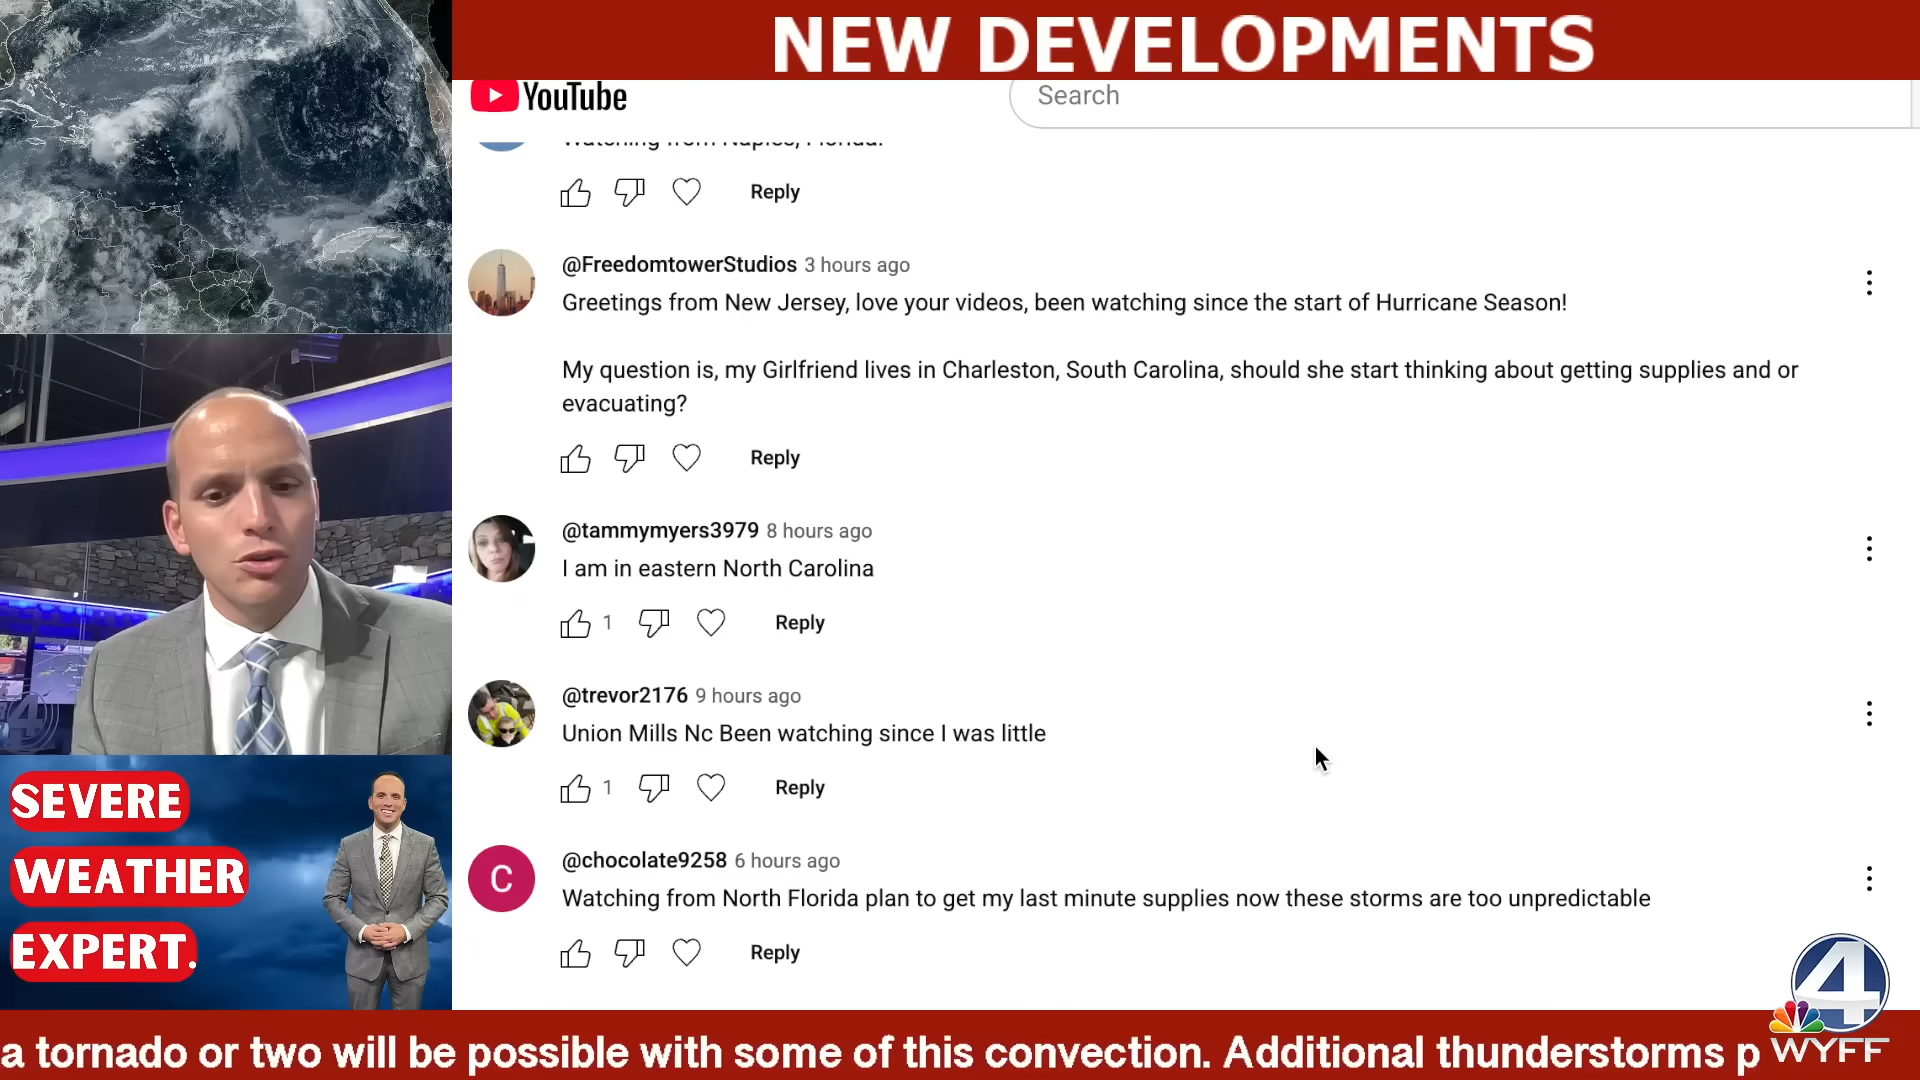 NEW DEVELOPMENTS
YouTube
Search
Watching from Naples, Florida.
Reply
@FreedomtowerStudios 3 hours ago
Greetings from New Jersey, love your videos, been watching since the start of Hurricane Season!
My question is, my Girlfriend lives in Charleston, South Carolina, should she start thinking about getting supplies and or
evacuating?
Reply
@tammymyers3979 8 hours ago
I am in eastern North Carolina
1 Reply
@trevor2176 9 hours ago
Union Mills Nc Been watching since I was little
1 Reply
C
@chocolate9258 6 hours ago
Watching from North Florida plan to get my last minute supplies now these storms are too unpredictable
Reply
4
SEVERE
WEATHER
EXPERT.
4
WYFF
a tornado or two will be possible with some of this convection. Additional thunderstorms p